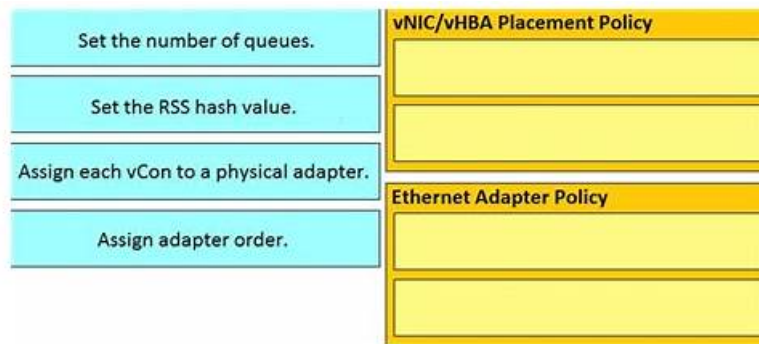 Set the number of queues.
Set the RSS hash value.
Assign each vCon to a physical adapter.
Assign adapter order.
vNIC/vHBA Placement Policy
Ethernet Adapter Policy